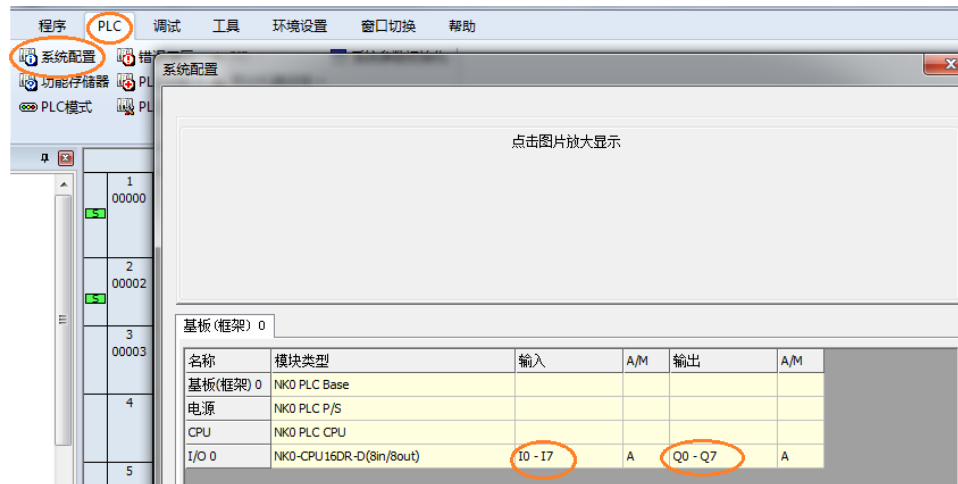 程序 PLC 调试 工具 环境设置 窗口切换 帮助
系统配置
功能存储器 PL
PLC模式 PL
系统配置
点击图片放大显示
1
00000
S
2
00002
S
3
00003
4
5
基板(框架) 0
名称 模块类型 输入 A/M 输出 A/M
基板(框架) 0 NK0 PLC Base
电源 NK0 PLC P/S
CPU NK0 PLC CPU
I/O 0 NK0-CPU16DR-D(8in/8out) I0 - I7 A Q0 - Q7 A